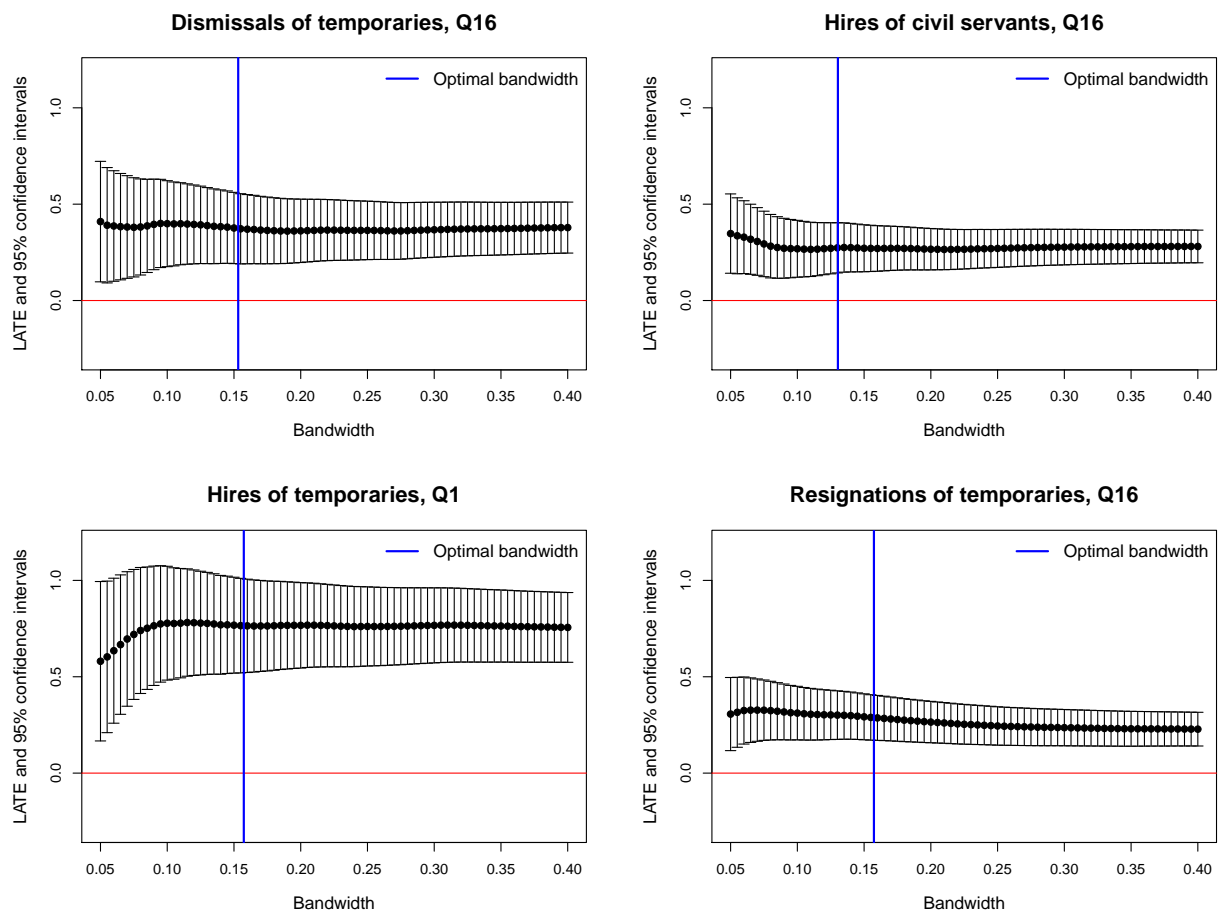 Dismissals of temporaries, Q16
Optimal bandwidth
LATE and 95% confidence intervals
1.0
0.5
0.0
0.05 0.10 0.15 0.20 0.25 0.30 0.35 0.40
Bandwidth
Hires of civil servants, Q16
Optimal bandwidth
LATE and 95% confidence intervals
1.0
0.5
0.0
0.05 0.10 0.15 0.20 0.25 0.30 0.35 0.40
Bandwidth
Hires of temporaries, Q1
Optimal bandwidth
LATE and 95% confidence intervals
1.0
0.5
0.0
0.05 0.10 0.15 0.20 0.25 0.30 0.35 0.40
Bandwidth
Resignations of temporaries, Q16
Optimal bandwidth
LATE and 95% confidence intervals
1.0
0.5
0.0
0.05 0.10 0.15 0.20 0.25 0.30 0.35 0.40
Bandwidth